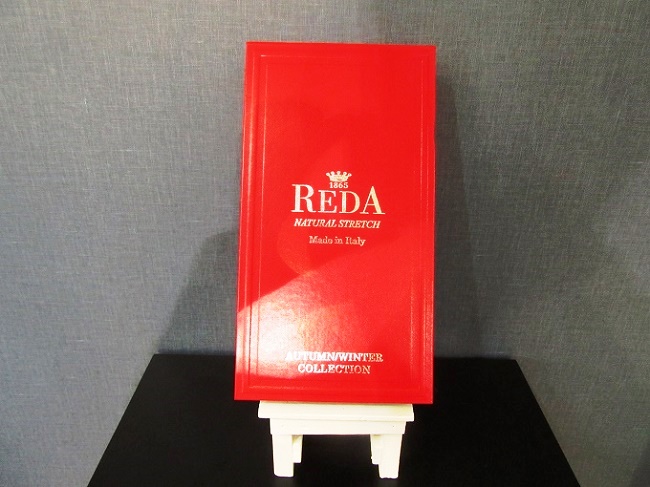 1865
REDA
NATURAL STRETCH
Made in Italy
AUTUMN/WINTER
COLLECTION